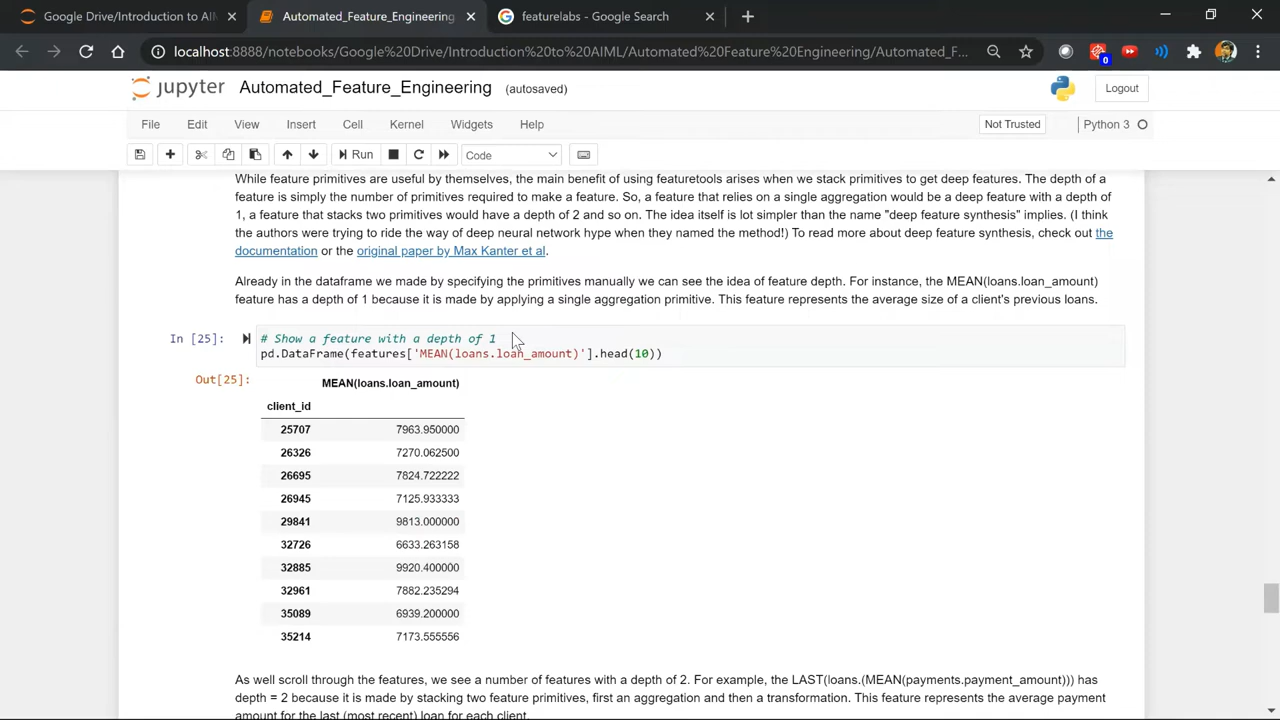 Google Drive/Introduction to AIM
Automated_Feature_Engineering
featurelabs - Google Search
localhost:8888/notebooks/Google%20Drive/Introduction%20to%20AIML/Automated%20Feature%20Engineering/Automated_F...
0
jupyter Automated_Feature_Engineering (autosaved)
Logout
File Edit View Insert Cell Kernel Widgets Help
Not Trusted
Python 3
Run
Code
While feature primitives are useful by themselves, the main benefit of using featuretools arises when we stack primitives to get deep features. The depth of a
feature is simply the number of primitives required to make a feature. So, a feature that relies on a single aggregation would be a deep feature with a depth of
1, a feature that stacks two primitives would have a depth of 2 and so on. The idea itself is lot simpler than the name "deep feature synthesis" implies. (I think
the authors were trying to ride the way of deep neural network hype when they named the method!) To read more about deep feature synthesis, check out the
documentation or the original paper by Max Kanter et al.
Already in the dataframe we made by specifying the primitives manually we can see the idea of feature depth. For instance, the MEAN(loans.loan_amount)
feature has a depth of 1 because it is made by applying a single aggregation primitive. This feature represents the average size of a client's previous loans.
In [25]:
# Show a feature with a depth of 1
pd.DataFrame(features['MEAN(loans.loan_amount)'].head(10))
Out[25]:
MEAN(loans.loan_amount)
client_id
25707 7963.950000
26326 7270.062500
26695 7824.722222
26945 7125.933333
29841 9813.000000
32726 6633.263158
32885 9920.400000
32961 7882.235294
35089 6939.200000
35214 7173.555556
As well scroll through the features, we see a number of features with a depth of 2. For example, the LAST(loans.(MEAN(payments.payment_amount))) has
depth = 2 because it is made by stacking two feature primitives, first an aggregation and then a transformation. This feature represents the average payment
amount for the last (most recent) loan for each client.